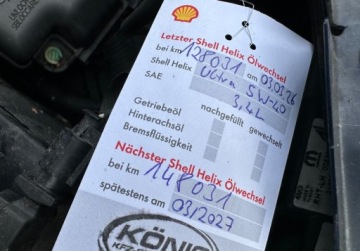 Letzter Shell Helix Ölwechsel
bei km 128031 am 03.03.26
Shell Helix Ultra 5W-40
SAE 3,4L
nachgefüllt gewechselt
Getriebeöl
Hinterachsöl
Bremsflüssigkeit
Nächster Shell Helix Ölwechsel
bei km 148031
spätestens am 03/2027
KÖNIG